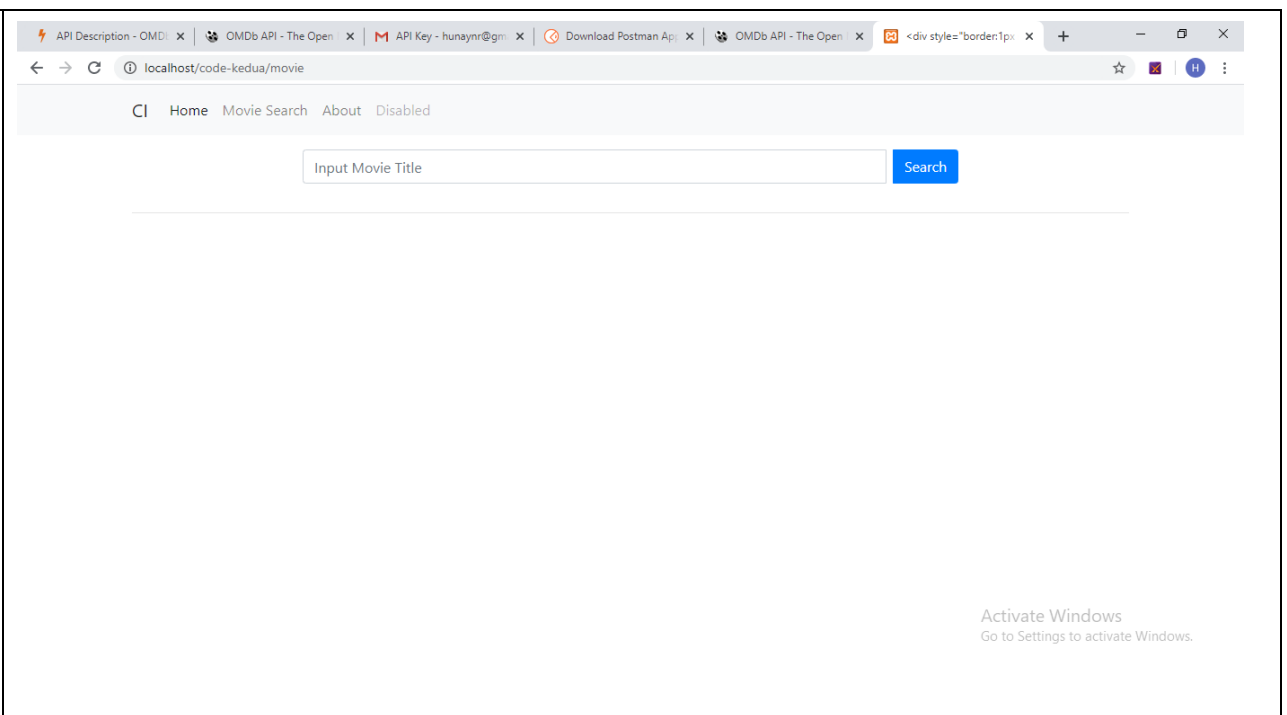 API Description - OMD
OMDb API - The Open
API Key - hunaynr@gm
Download Postman Ap
OMDb API - The Open
<div style="border:1px
localhost/code-kedua/movie
H
CI Home Movie Search About Disabled
Input Movie Title
Search
Activate Windows
Go to Settings to activate Windows.